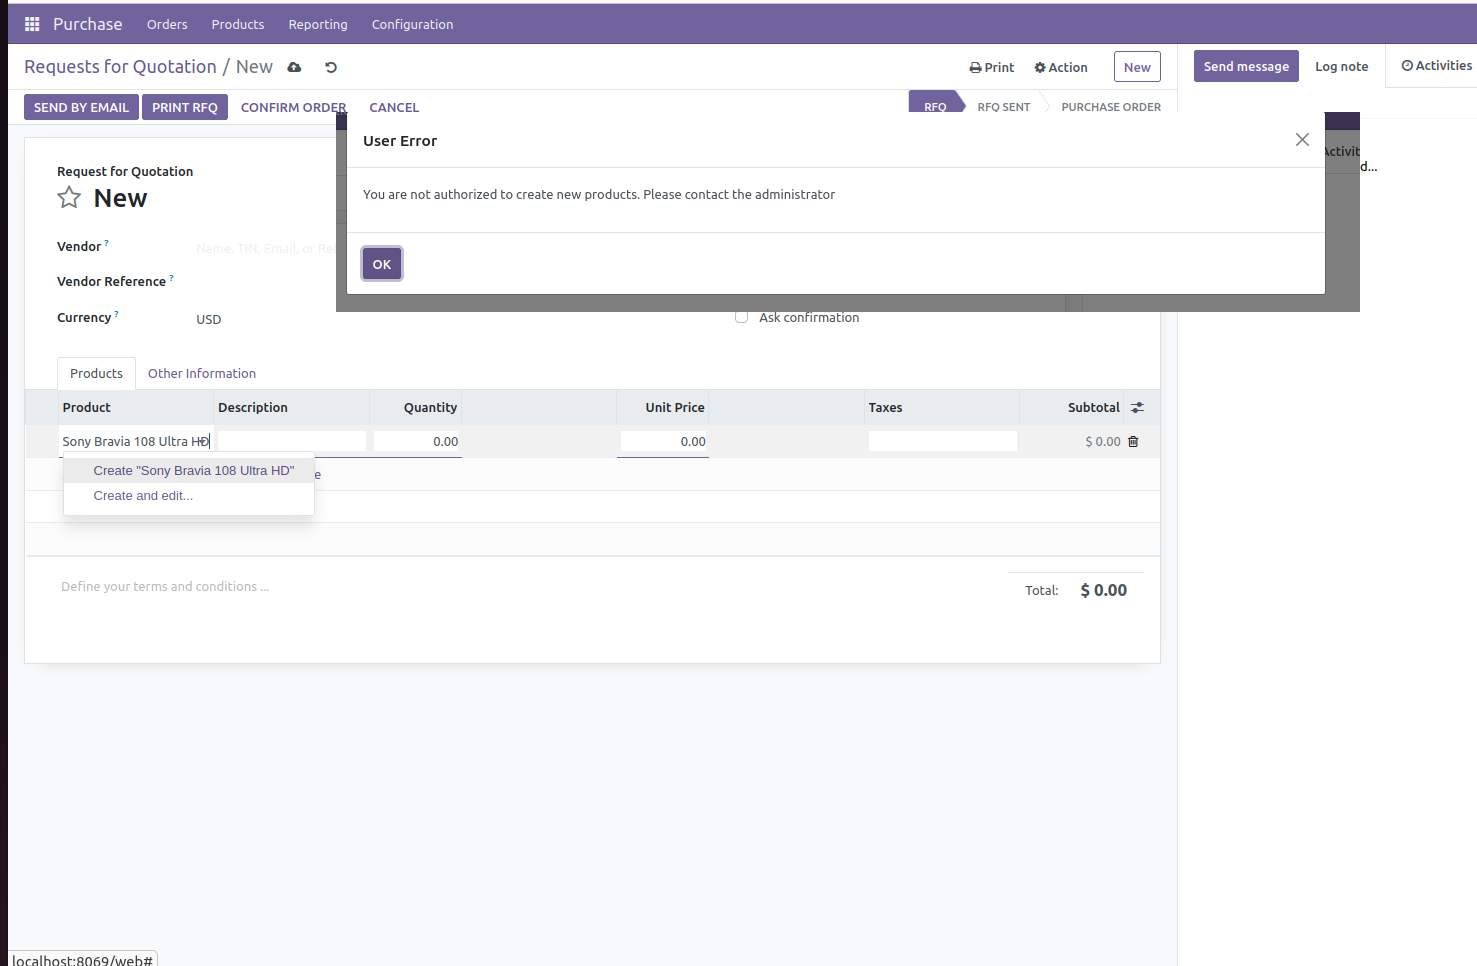 Purchase Orders Products Reporting Configuration
Requests for Quotation / New Print Action New Send message Log note Activities
SEND BY EMAIL PRINT RFQ CONFIRM ORDER CANCEL RFQ RFQ SENT PURCHASE ORDER
User Error
Activit
d...
Request for Quotation
New
You are not authorized to create new products. Please contact the administrator
Vendor ? Name, TIN, Email, or Re
OK
Vendor Reference ?
Currency ? USD Ask confirmation
Products Other Information
Product Description Quantity Unit Price Taxes Subtotal
Sony Bravia 108 Ultra HD 0.00 0.00 $ 0.00
Create "Sony Bravia 108 Ultra HD" e
Create and edit...
Define your terms and conditions ... Total: $ 0.00
localhost:8069/web#